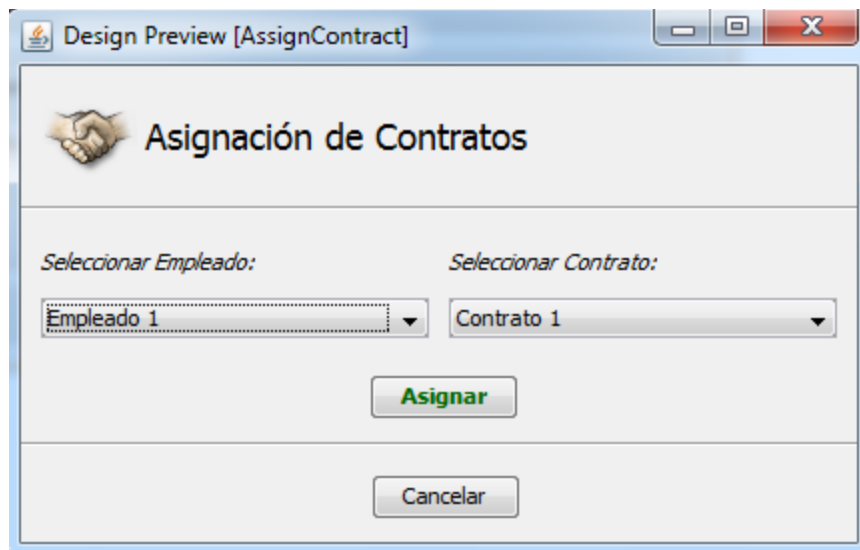 Design Preview [AssignContract]
Asignación de Contratos
Seleccionar Empleado: Seleccionar Contrato:
Empleado 1 Contrato 1
Asignar
Cancelar